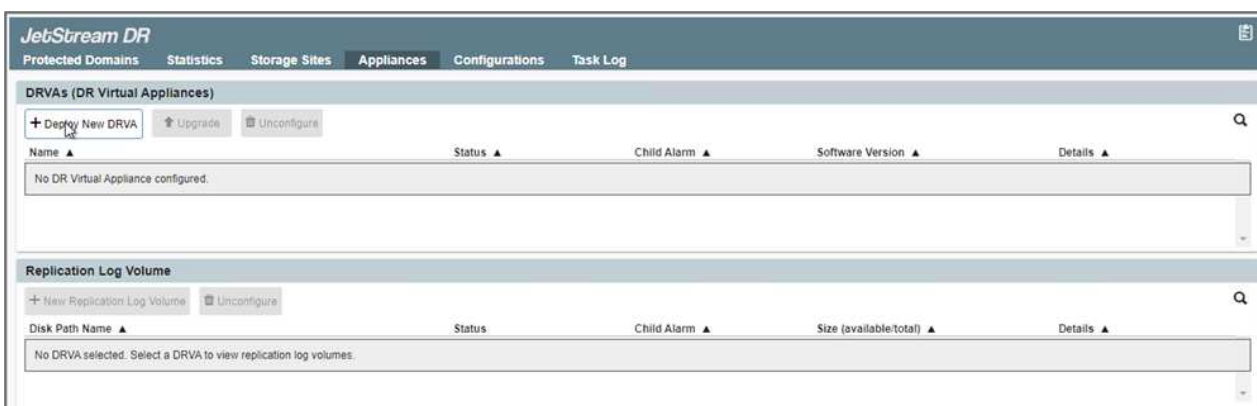 JetStream DR
Protected Domains Statistics Storage Sites Appliances Configurations Task Log
DRVAs (DR Virtual Appliances)
+ Deploy New DRVA Upgrade Unconfigure
Name ▲ Status ▲ Child Alarm ▲ Software Version ▲ Details ▲
No DR Virtual Appliance configured.
Replication Log Volume
+ New Replication Log Volume Unconfigure
Disk Path Name ▲ Status Child Alarm ▲ Size (available/total) ▲ Details ▲
No DRVA selected. Select a DRVA to view replication log volumes.